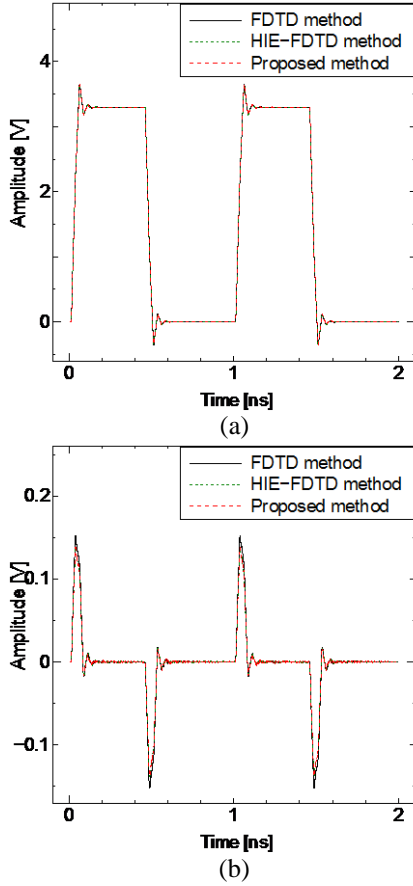 FDTD method
HIE−FDTD method
Proposed method
4
2
0
Amplitude [V]
0
1
2
Time [ns]
(a)
FDTD method
HIE−FDTD method
Proposed method
0.2
0.1
0
−0.1
Amplitude [V]
0
1
2
Time [ns]
(b)